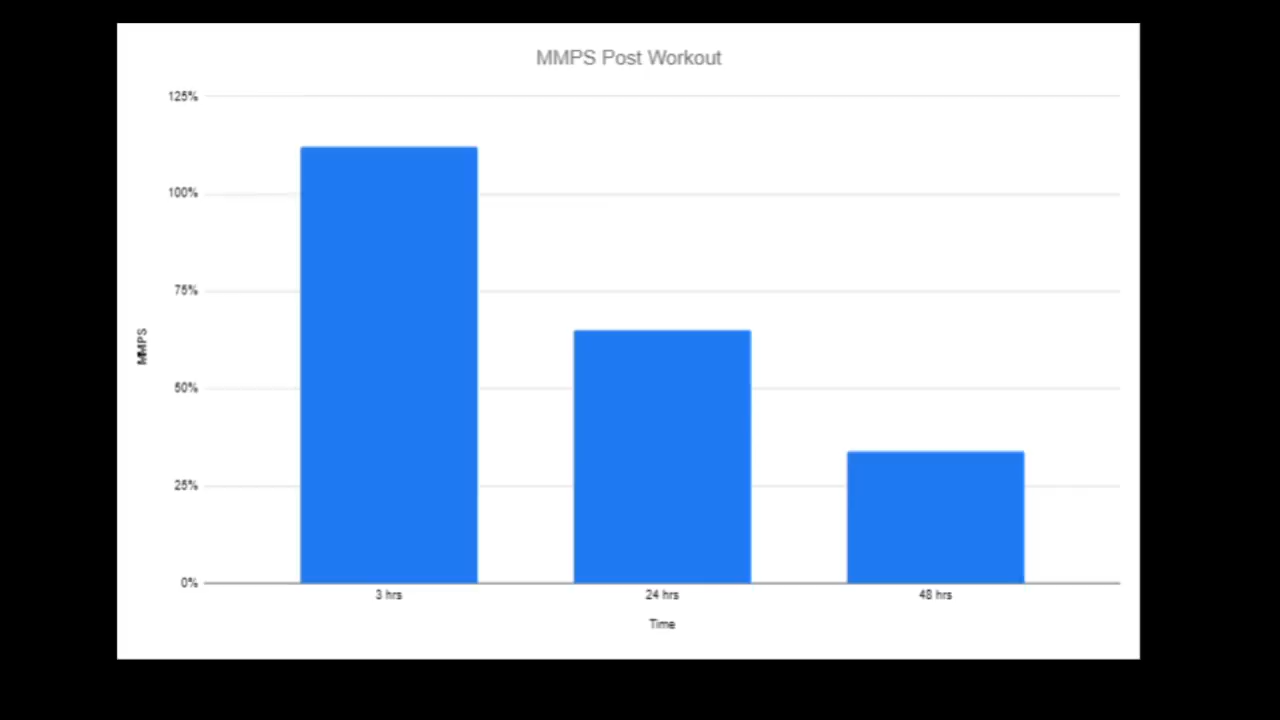 MMPS Post Workout
125%
100%
75%
50%
25%
0%
MMPS
3 hrs
24 hrs
48 hrs
Time